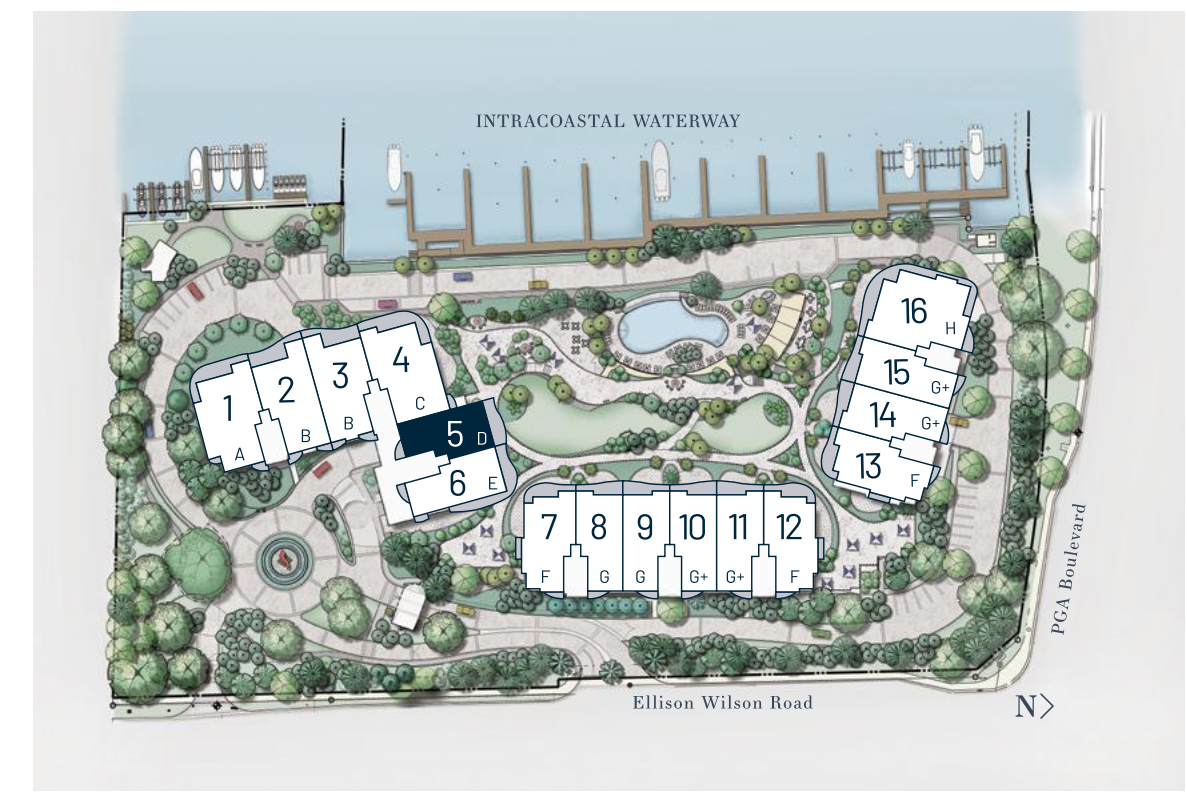 INTRACOASTAL WATERWAY
16
H
4
3
15
2
G+
1
C
14
B
G+
5
D
B
A
13
6
E
F
7
8
9
10
11
12
F
G
G
G+
G+
F
PGA Boulevard
Ellison Wilson Road
N